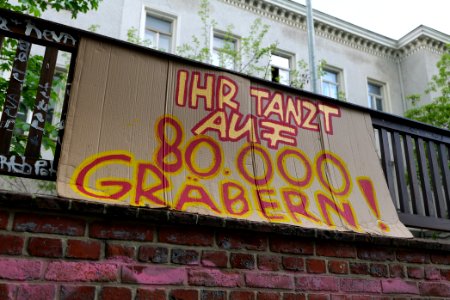 IHR TANZT
AUF
80.000
GRÄBERN!